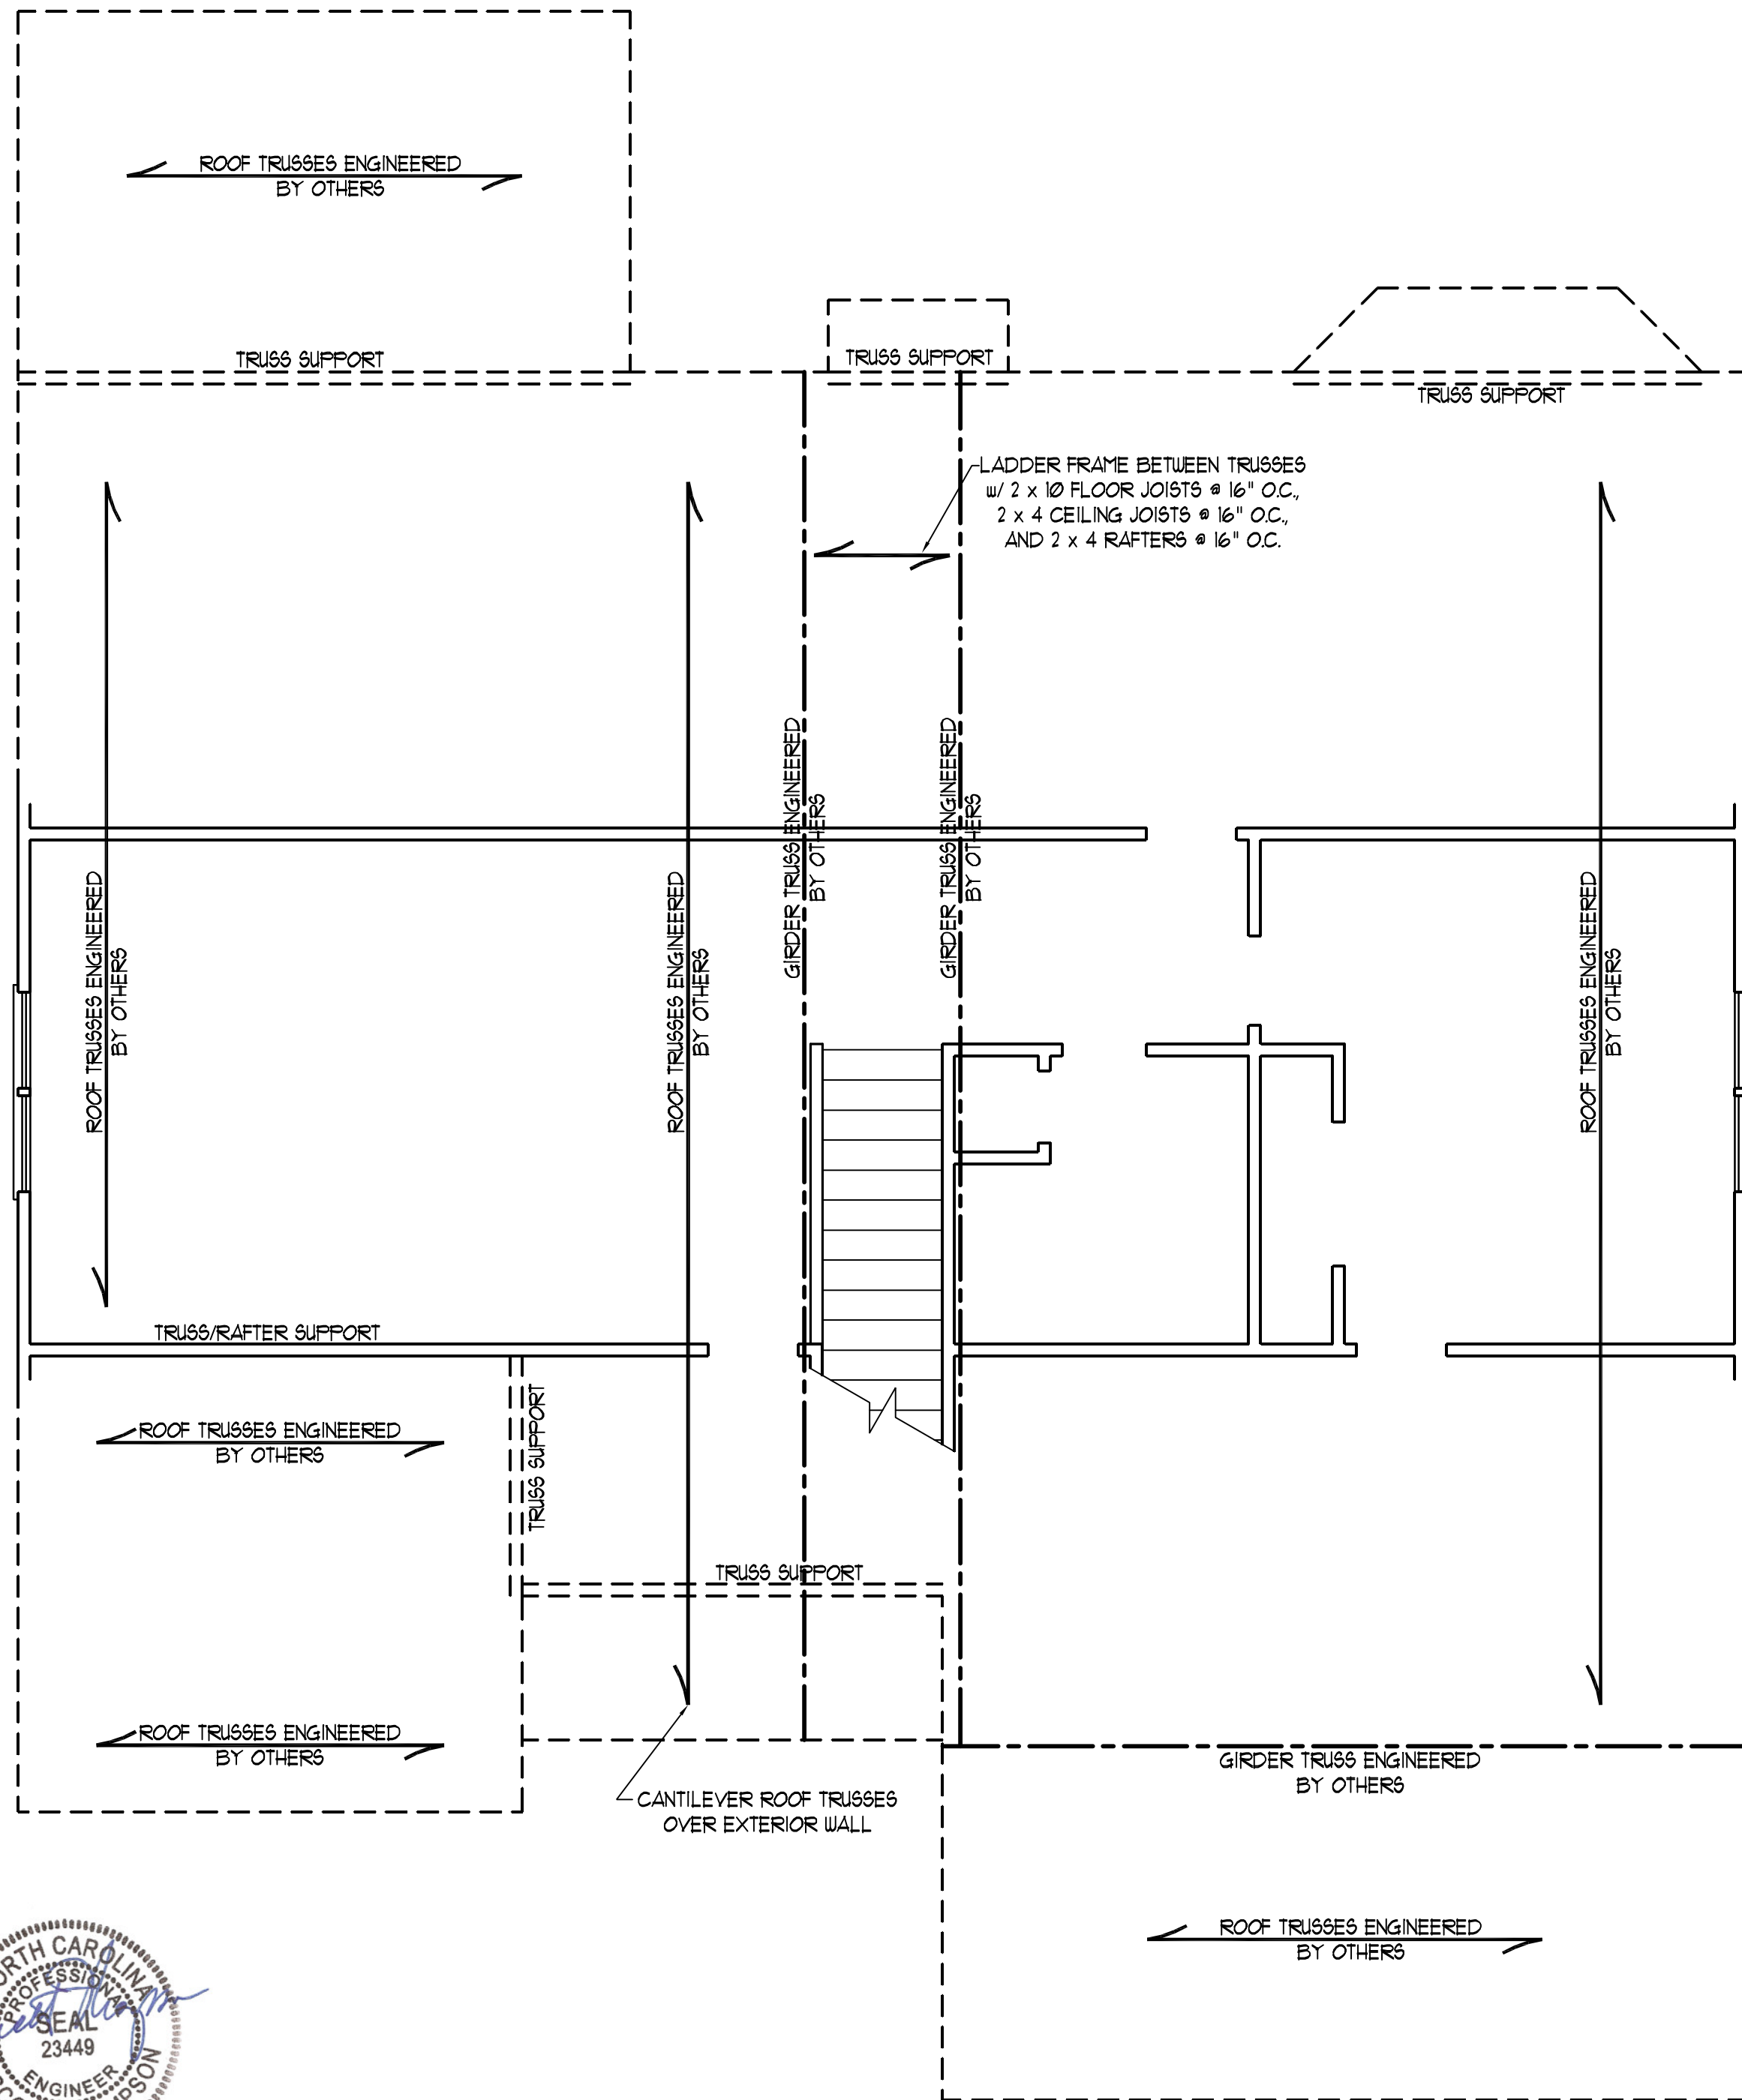 ROOF TRUSSES ENGINEERED
BY OTHERS
TRUSS SUPPORT
TRUSS SUPPORT
TRUSS SUPPORT
LADDER FRAME BETWEEN TRUSSES
w/ 2 x 10 FLOOR JOISTS @ 16" O.C.,
2 x 4 CEILING JOISTS @ 16" O.C.,
AND 2 x 4 RAFTERS @ 16" O.C.
ROOF TRUSSES ENGINEERED
BY OTHERS
ROOF TRUSSES ENGINEERED
BY OTHERS
GIRDER TRUSS ENGINEERED
BY OTHERS
GIRDER TRUSS ENGINEERED
BY OTHERS
ROOF TRUSSES ENGINEERED
BY OTHERS
TRUSS/RAFTER SUPPORT
ROOF TRUSSES ENGINEERED
BY OTHERS
TRUSS SUPPORT
TRUSS SUPPORT
ROOF TRUSSES ENGINEERED
BY OTHERS
CANTILEVER ROOF TRUSSES
OVER EXTERIOR WALL
GIRDER TRUSS ENGINEERED
BY OTHERS
ROOF TRUSSES ENGINEERED
BY OTHERS
CAROLINA
PROFESSIONAL
SEAL
23449
ENGINEER